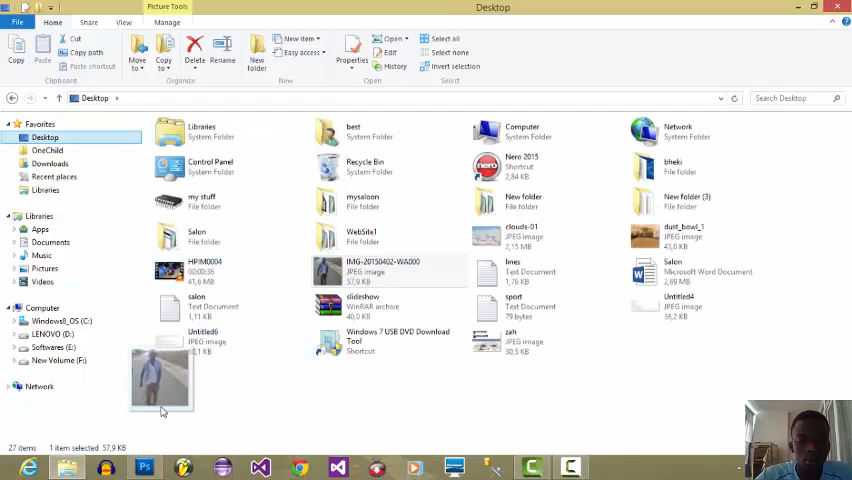 Picture Tools
Desktop
File Home Share View Manage
Copy
Paste
Cut
Copy path
Paste shortcut
Clipboard
Move to
Copy to
Delete
Rename
Organize
New folder
New item
Easy access
New
Properties
Open
Edit
History
Open
Select all
Select none
Invert selection
Select
Desktop
Search Desktop
Favorites
Desktop
OneChild
Downloads
Recent places
Libraries
Libraries
Apps
Documents
Music
Pictures
Videos
Computer
Windows8_OS (C:)
LENOVO (D:)
Softwares (E:)
New Volume (F:)
Network
Libraries
System Folder
best
System Folder
Computer
System Folder
Network
System Folder
Control Panel
System Folder
Recycle Bin
System Folder
Nero 2015
Shortcut
2,84 KB
bheki
File folder
my stuff
File folder
mysaloon
File folder
New folder
File folder
New folder (3)
File folder
Salon
File folder
WebSite1
File folder
clouds-01
JPEG image
2,15 MB
dust_bowl_1
JPEG image
43,0 KB
HPIM0004
00:00:36
41,6 MB
IMG-20150402-WA000
JPEG image
57,9 KB
lines
Text Document
1,76 KB
Salon
Microsoft Word Document
2,69 MB
salon
Text Document
1,11 KB
slideshow
WinRAR archive
40,0 KB
sport
Text Document
79 bytes
Untitled4
JPEG image
36,2 KB
Untitled6
JPEG image
Windows 7 USB DVD Download
Tool
Shortcut
zah
JPEG image
30,5 KB
27 items 1 item selected 57,9 KB